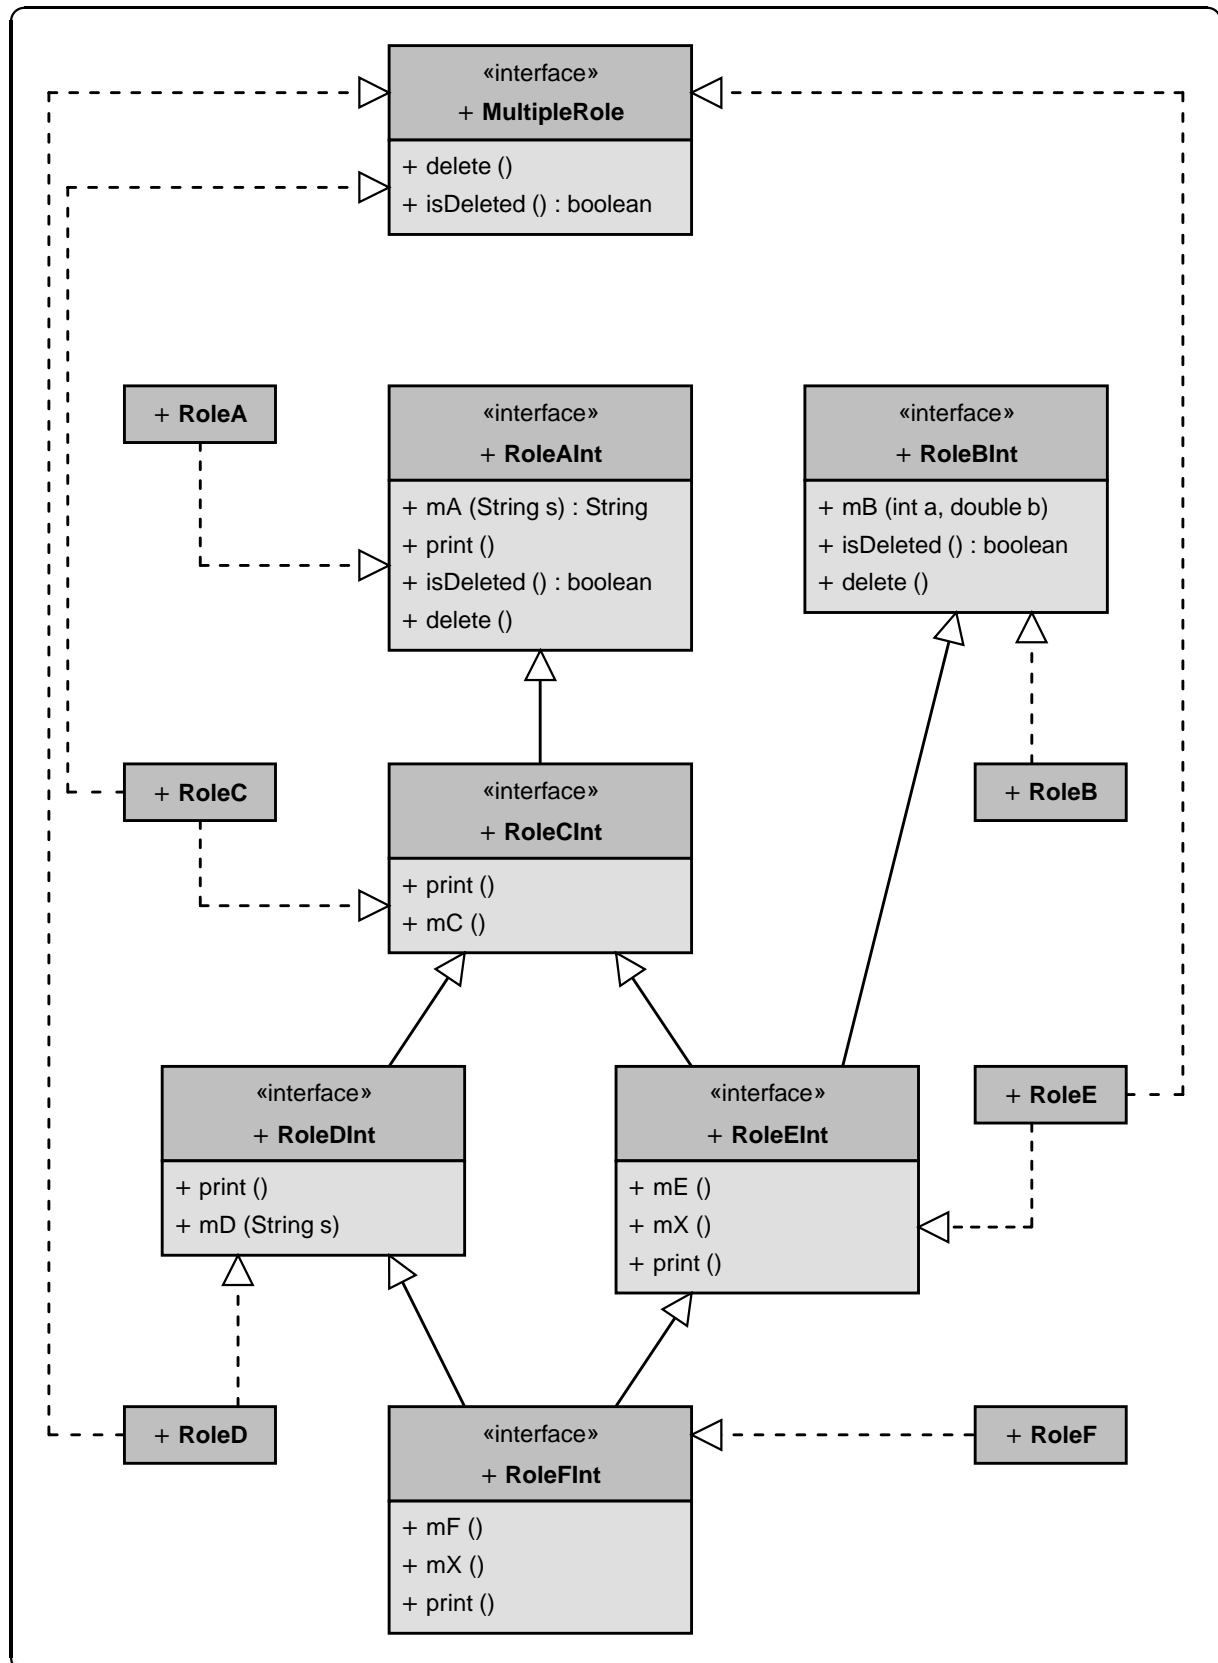 «interface»
+ MultipleRole
+ delete ()
+ isDeleted () : boolean
+ RoleA
«interface»
+ RoleAInt
+ mA (String s) : String
+ print ()
+ isDeleted () : boolean
+ delete ()
«interface»
+ RoleBInt
+ mB (int a, double b)
+ isDeleted () : boolean
+ delete ()
+ RoleC
«interface»
+ RoleCInt
+ print ()
+ mC ()
+ RoleB
«interface»
+ RoleDInt
+ print ()
+ mD (String s)
«interface»
+ RoleEInt
+ mE ()
+ mX ()
+ print ()
+ RoleE
+ RoleD
«interface»
+ RoleFInt
+ mF ()
+ mX ()
+ print ()
+ RoleF